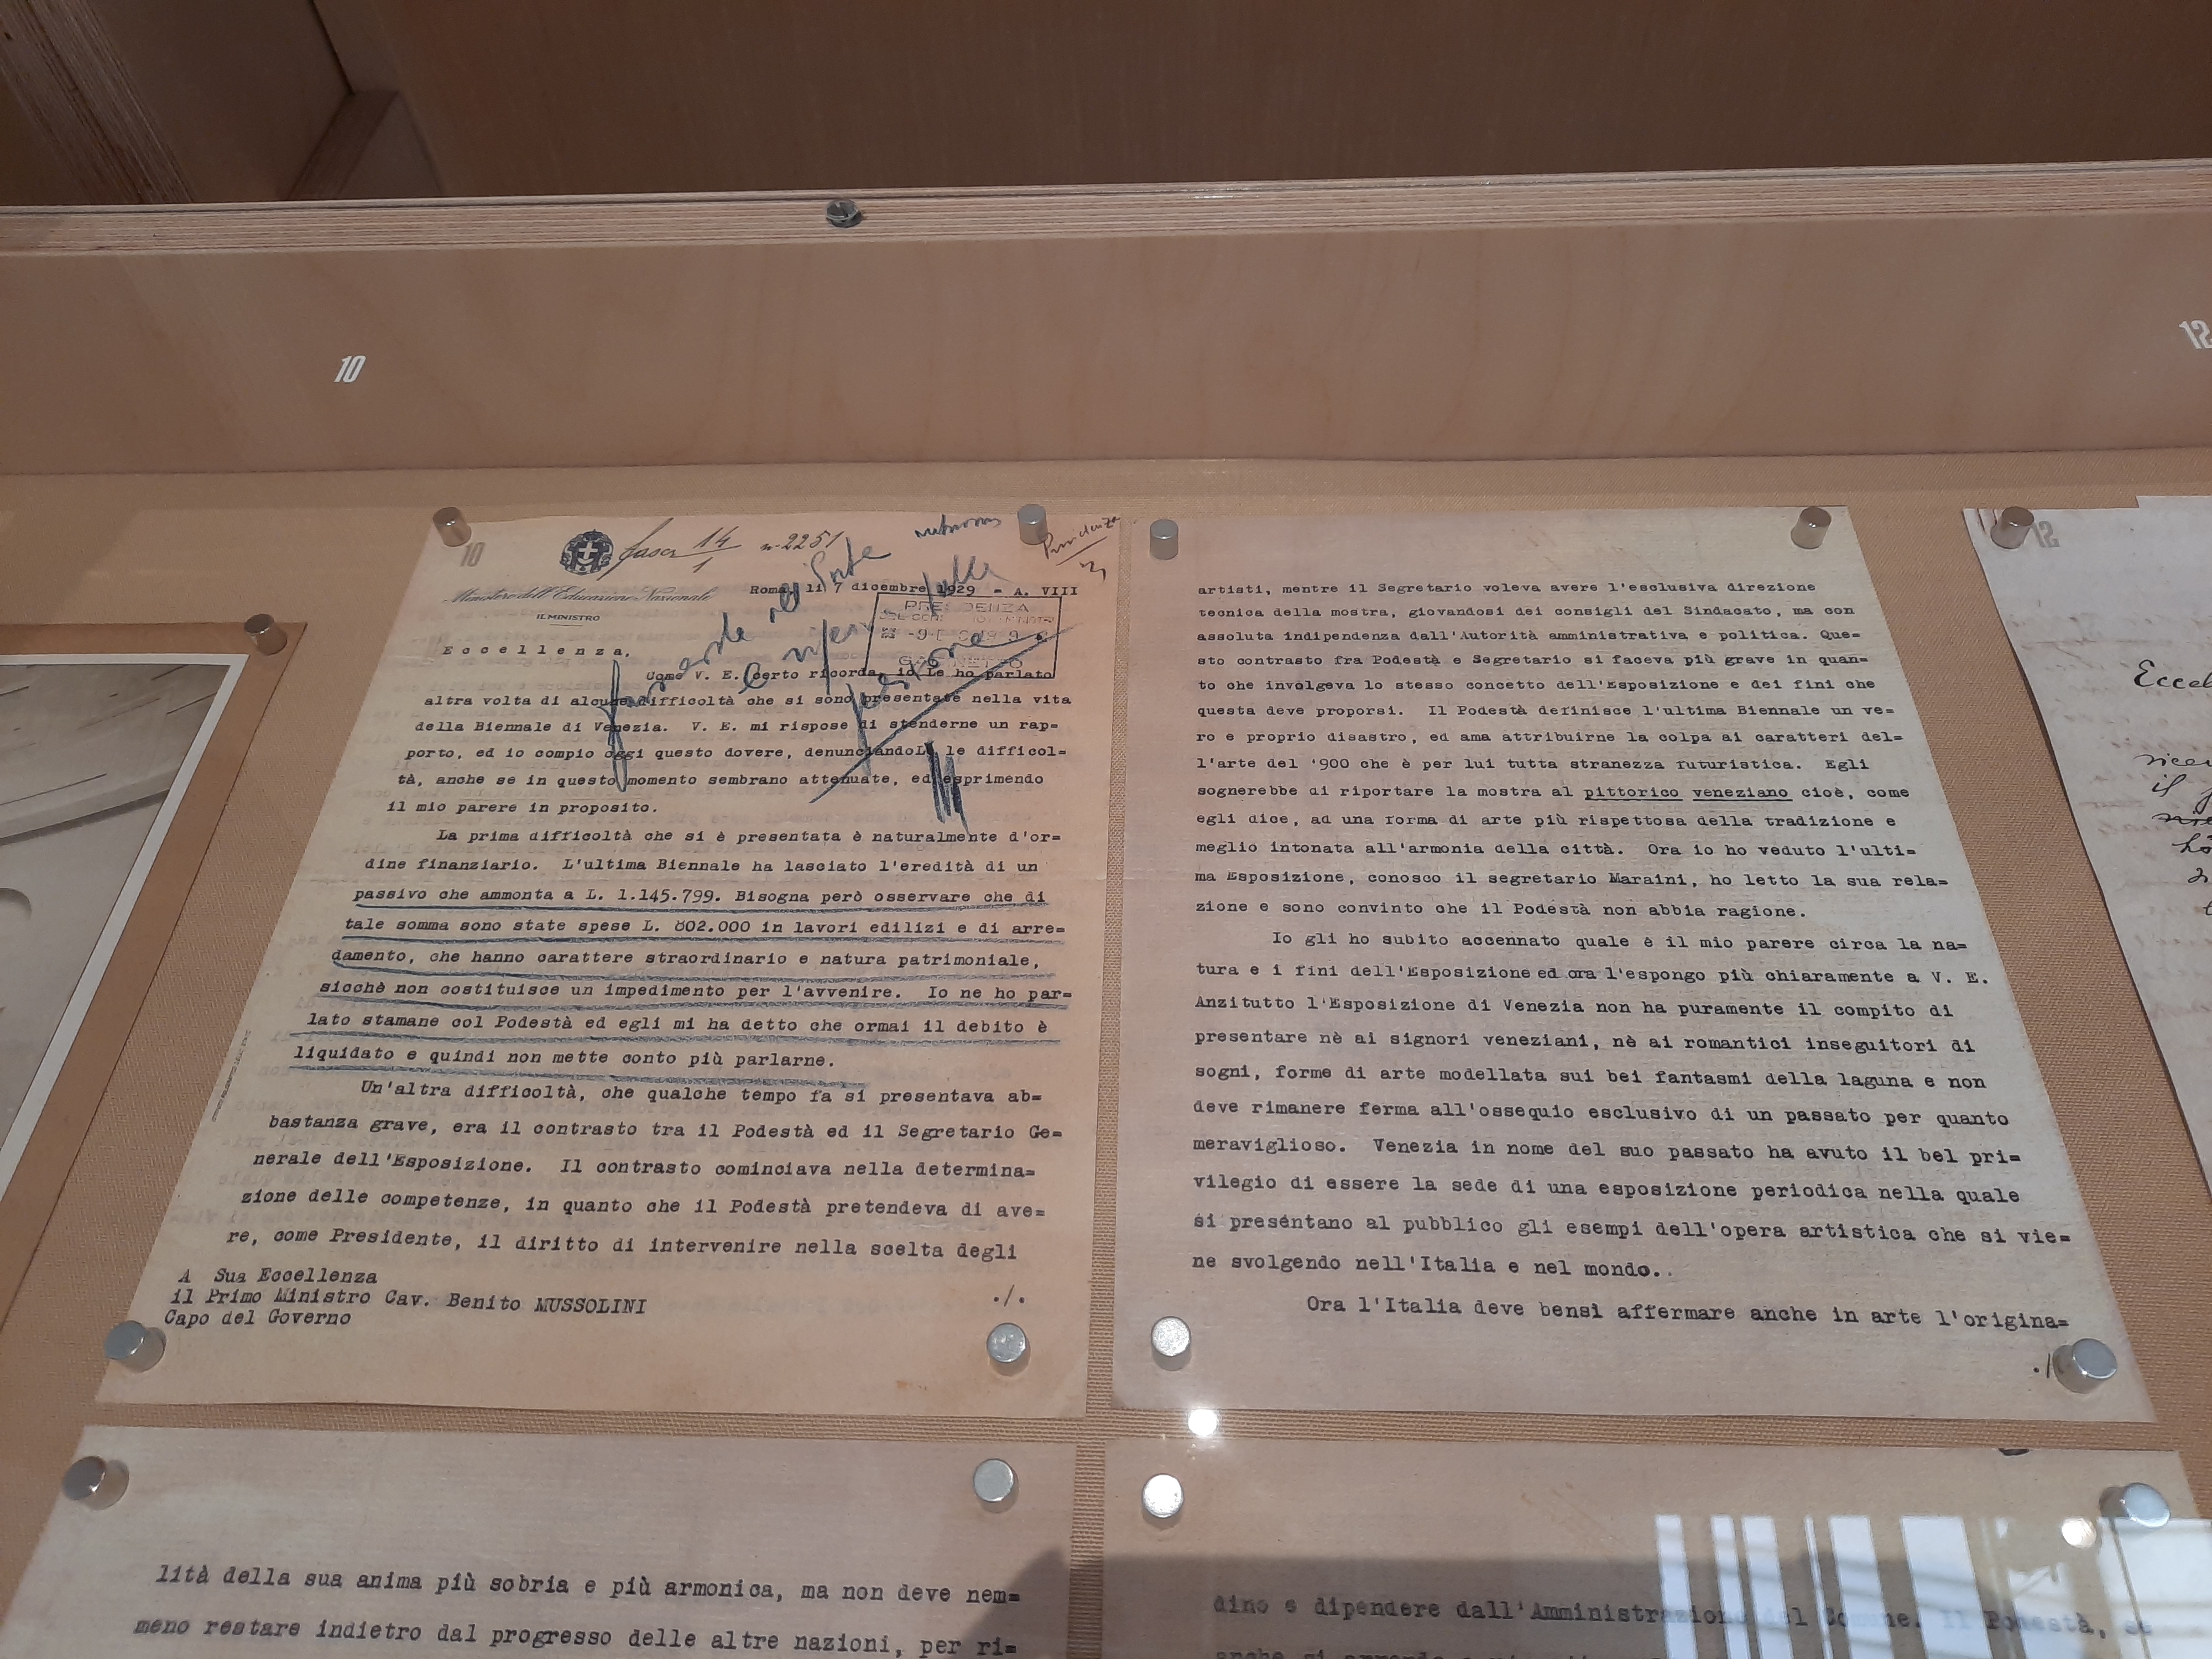 10
12
10
fasc 14
1
n-2251
Presidenza
Ministero dell'Educazione Nazionale
IL MINISTRO
Roma, li 7 dicembre 1929 - A. VIII
PRESIDENZA
GABINETTO
Eccellenza,
Come V. E. certo ricorda, io Le ho parlato
altra volta di alcune difficoltà che si sono presentate nella vita
della Biennale di Venezia. V. E. mi rispose di stenderne un rap=
porto, ed io compio oggi questo dovere, denunciandoLe le difficol=
tà, anche se in questo momento sembrano attenuate, ed esprimendo
il mio parere in proposito.
La prima difficoltà che si è presentata è naturalmente d'or=
dine finanziario. L'ultima Biennale ha lasciato l'eredità di un
passivo che ammonta a L. 1.145.799. Bisogna però osservare che di
tale somma sono state spese L. 802.000 in lavori edilizi e di arre=
damento, che hanno carattere straordinario e natura patrimoniale,
sicchè non costituisce un impedimento per l'avvenire. Io ne ho par=
lato stamane col Podestà ed egli mi ha detto che ormai il debito è
liquidato e quindi non mette conto più parlarne.
Un'altra difficoltà, che qualche tempo fa si presentava ab=
bastanza grave, era il contrasto tra il Podestà ed il Segretario Ge=
nerale dell'Esposizione. Il contrasto cominciava nella determina=
zione delle competenze, in quanto che il Podestà pretendeva di ave=
re, come Presidente, il diritto di intervenire nella scelta degli
A Sua Eccellenza
il Primo Ministro Cav. Benito MUSSOLINI
Capo del Governo
./.
artisti, mentre il Segretario voleva avere l'esclusiva direzione
tecnica della mostra, giovandosi dei consigli del Sindacato, ma con
assoluta indipendenza dall'Autorità amministrativa e politica. Que=
sto contrasto fra Podestà e Segretario si faceva più grave in quan=
to che involgeva lo stesso concetto dell'Esposizione e dei fini che
questa deve proporsi. Il Podestà definisce l'ultima Biennale un ve=
ro e proprio disastro, ed ama attribuirne la colpa ai caratteri del=
l'arte del '900 che è per lui tutta stranezza futuristica. Egli
sognerebbe di riportare la mostra al pittorico veneziano cioè, come
egli dice, ad una forma di arte più rispettosa della tradizione e
meglio intonata all'armonia della città. Ora io ho veduto l'ulti=
ma Esposizione, conosco il segretario Maraini, ho letto la sua rela=
zione e sono convinto che il Podestà non abbia ragione.
Io gli ho subito accennato quale è il mio parere circa la na=
tura e i fini dell'Esposizione ed ora l'espongo più chiaramente a V. E.
Anzitutto l'Esposizione di Venezia non ha puramente il compito di
presentare nè ai signori veneziani, nè ai romantici inseguitori di
sogni, forme di arte modellata sui bei fantasmi della laguna e non
deve rimanere ferma all'ossequio esclusivo di un passato per quanto
meraviglioso. Venezia in nome del suo passato ha avuto il bel pri=
vilegio di essere la sede di una esposizione periodica nella quale
si presentano al pubblico gli esempi dell'opera artistica che si vie=
ne svolgendo nell'Italia e nel mondo..
Ora l'Italia deve bensì affermare anche in arte l'origina=
./
12
Eccel
lità della sua anima più sobria e più armonica, ma non deve nem=
meno restare indietro dal progresso delle altre nazioni, per ri=
dino e dipendere dall'Amministrazione del Comune. Il Podestà, se